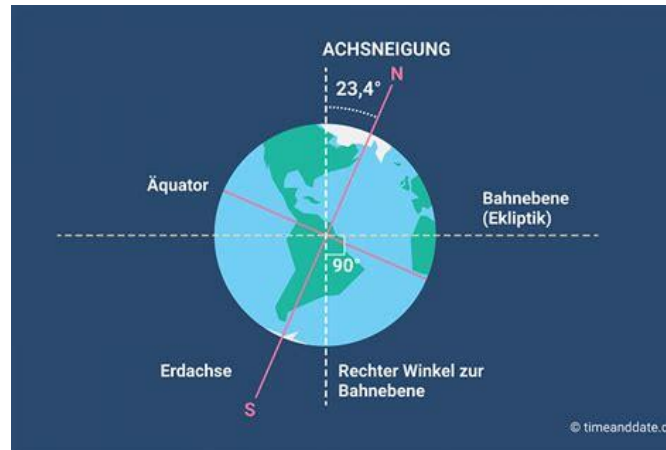 ACHSNEIGUNG
23,4°
N
Äquator
Bahnebene
(Ekliptik)
90°
Erdachse
Rechter Winkel zur
Bahnebene
S
© timeanddate.c